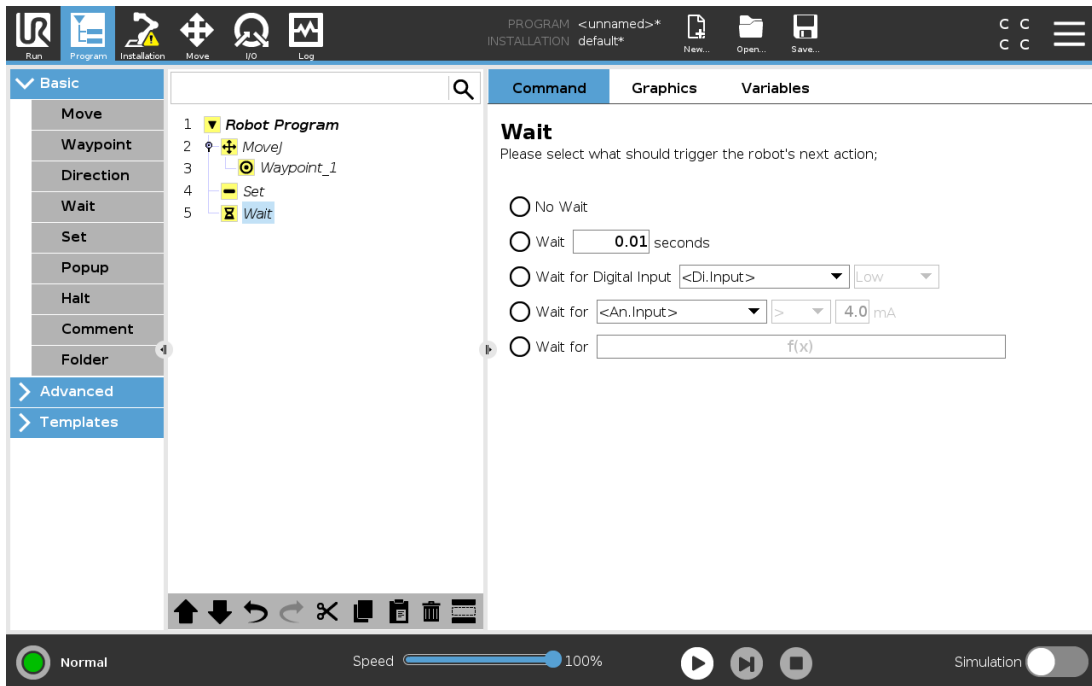 PROGRAM <unnamed>*
INSTALLATION default*
C C
C C
Run
Program
Installation
Move
I/O
Log
New...
Open...
Save...
Basic
Move
Waypoint
Direction
Wait
Set
Popup
Halt
Comment
Folder
Advanced
Templates
1 Robot Program
2 MoveJ
3 Waypoint_1
4 Set
5 Wait
Command Graphics Variables
Wait
Please select what should trigger the robot's next action;
No Wait
Wait 0.01 seconds
Wait for Digital Input <Di.Input> Low
Wait for <An.Input> > 4.0 mA
Wait for f(x)
Normal
Speed 100%
Simulation